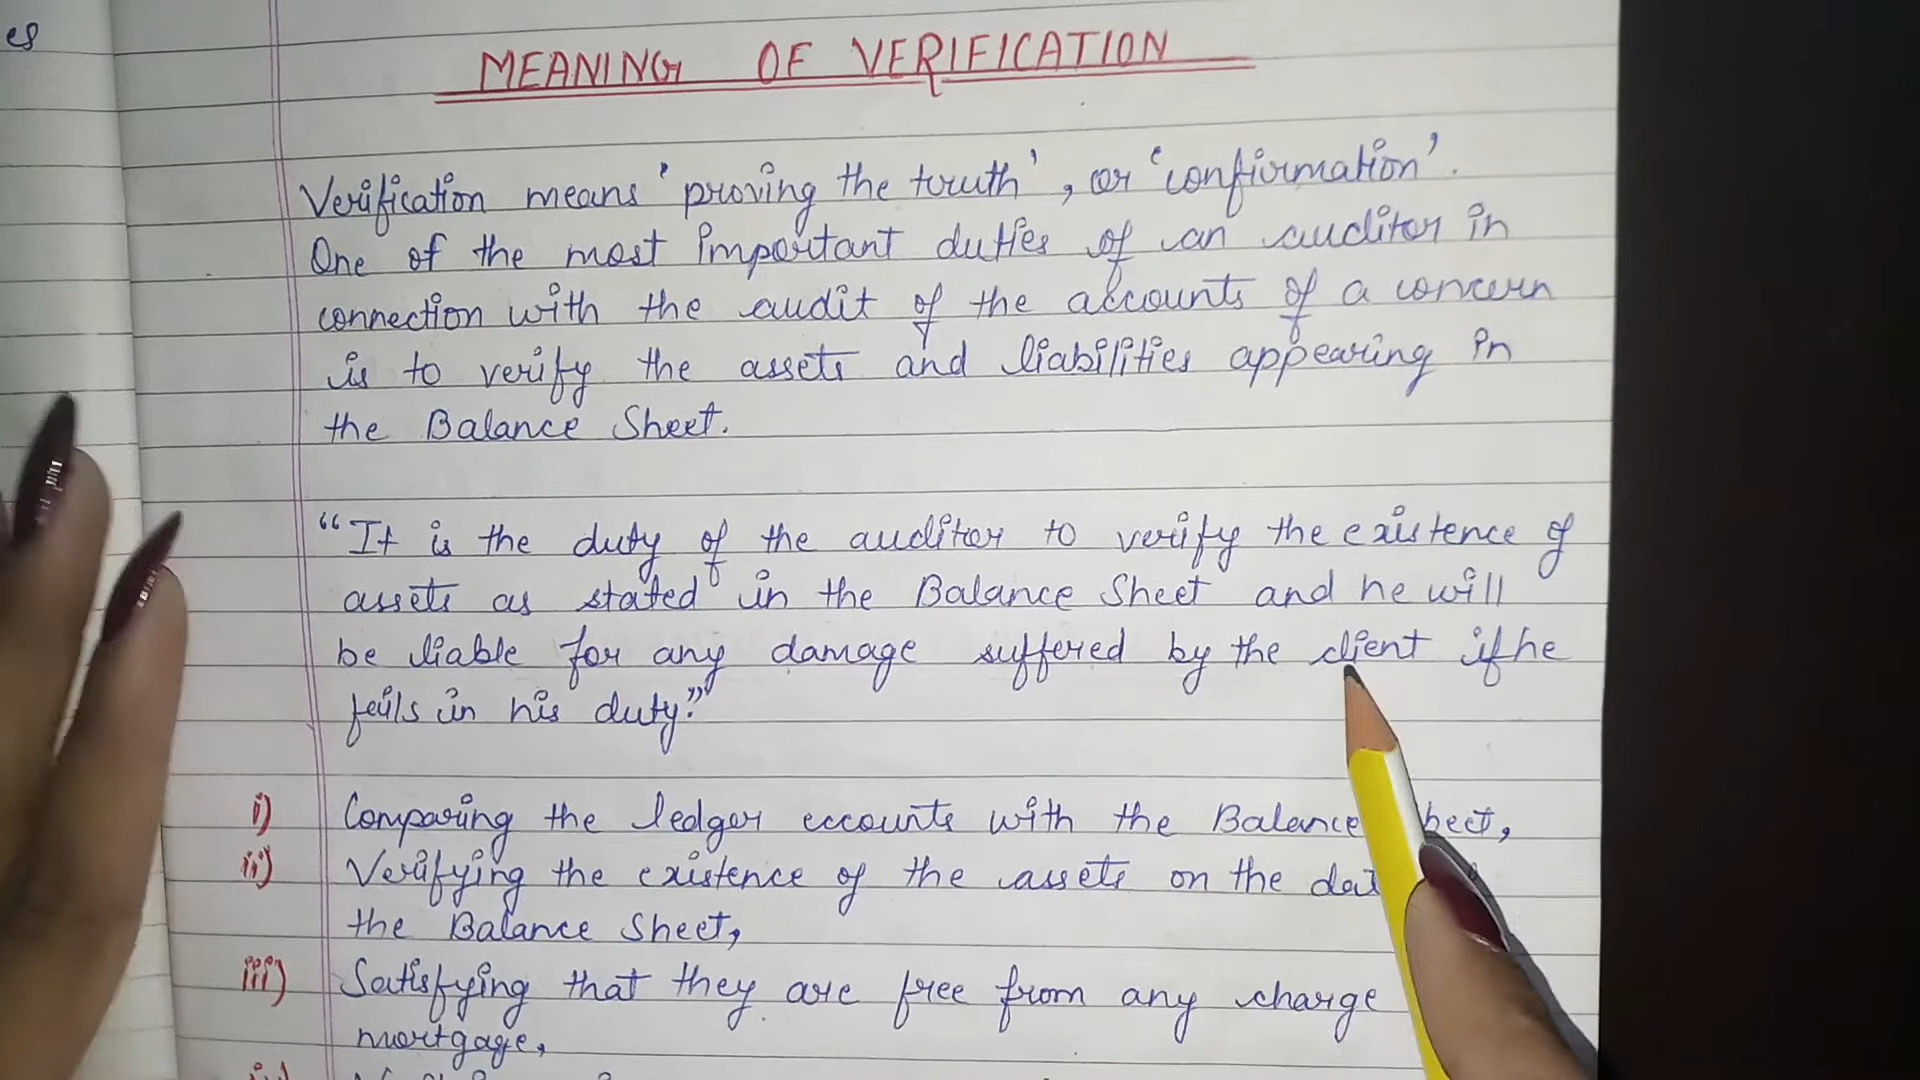 es
MEANING OF VERIFICATION
Verification means 'proving the truth', or 'confirmation'.
One of the most important duties of an auditor in
connection with the audit of the accounts of a concern
is to verify the assets and liabilities appearing in
the Balance Sheet.
"It is the duty of the auditor to verify the existence of
assets as stated in the Balance Sheet and he will
be liable for any damage suffered by the client if he
fails in his duty."
i) Comparing the ledger accounts with the Balance heet,
ii) Verifying the existence of the assets on the dat
the Balance Sheet,
iii) Satisfying that they are free from any charge
mortgage,